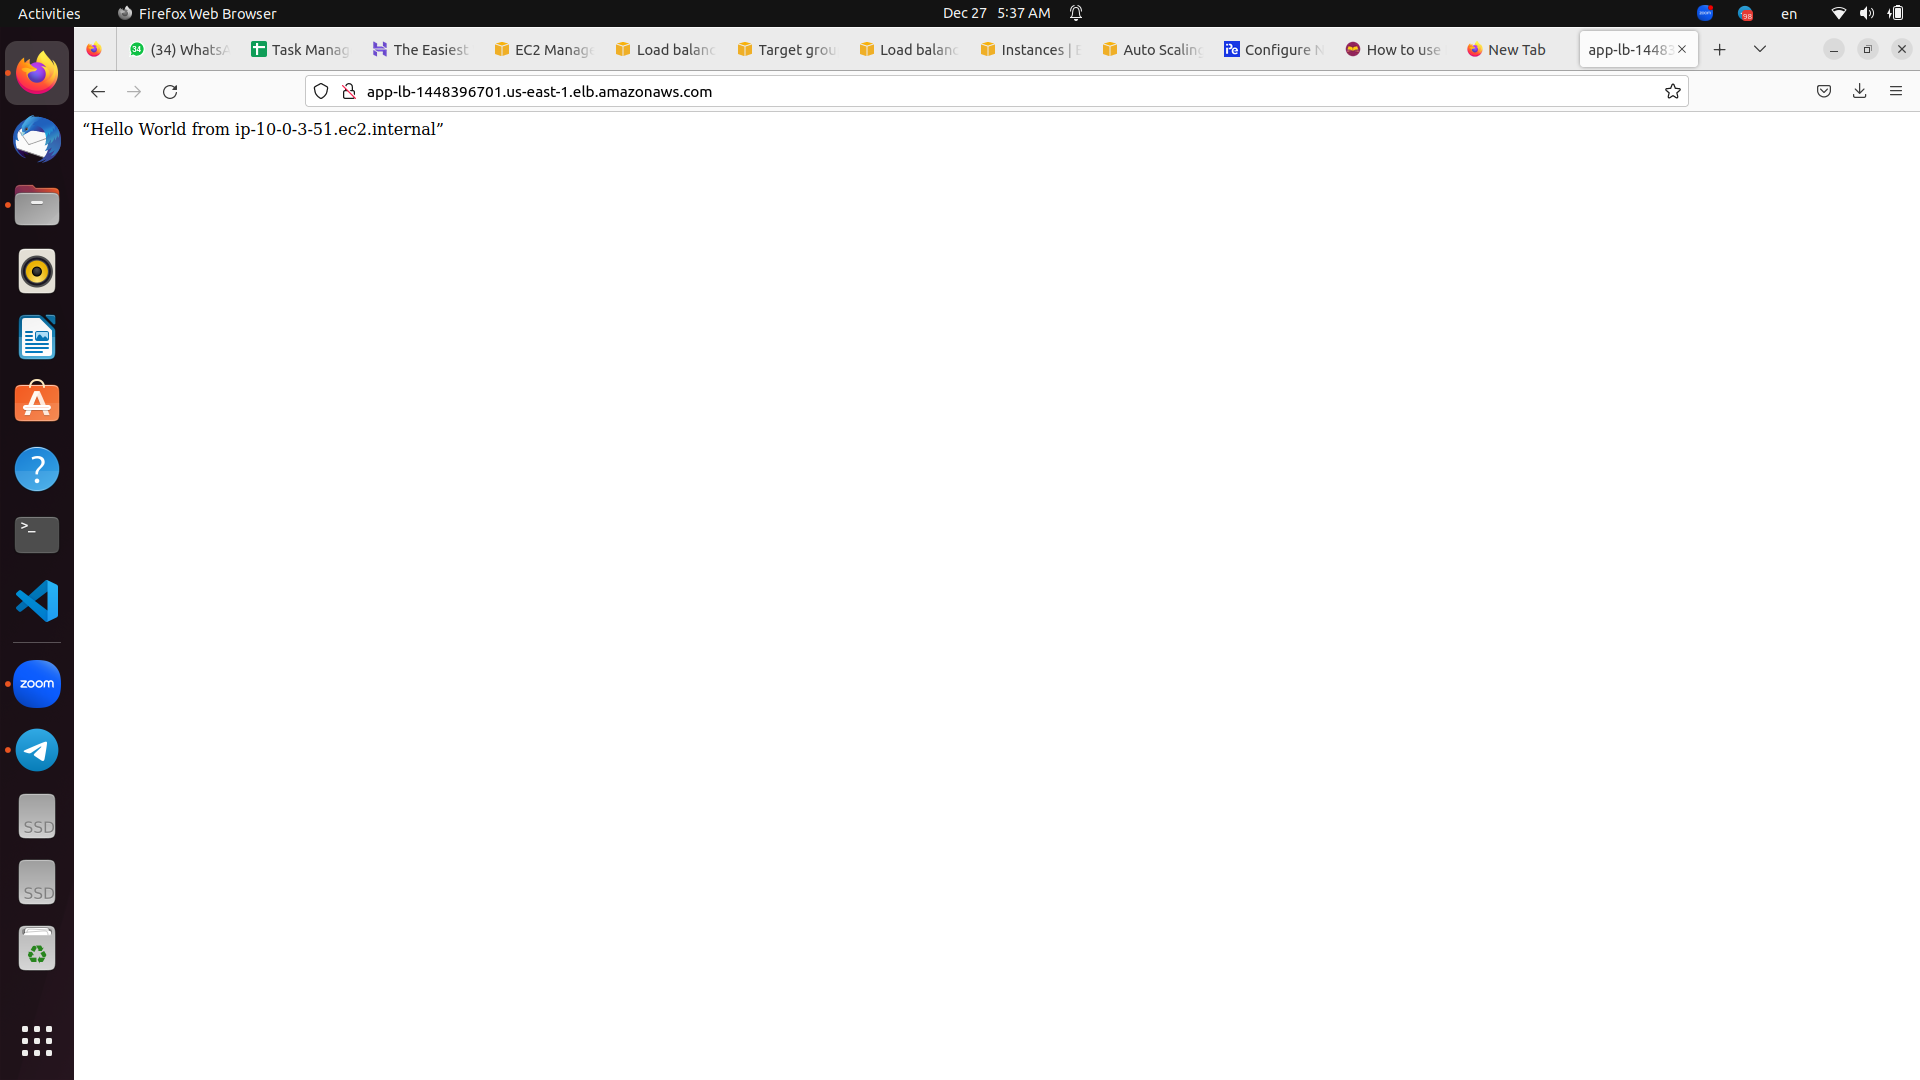 Activities Firefox Web Browser Dec 27 5:37 AM en
(34) WhatsA Task Manag The Easiest EC2 Manage Load balanc Target grou Load balanc Instances | E Auto Scaling Configure N How to use New Tab app-lb-14483
app-lb-1448396701.us-east-1.elb.amazonaws.com
“Hello World from ip-10-0-3-51.ec2.internal”
>_
zoom
SSD
SSD